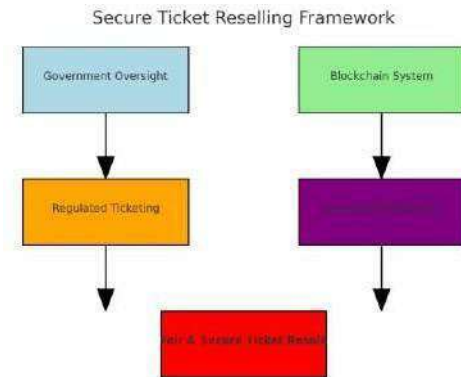 Secure Ticket Reselling Framework
Government Oversight
Blockchain System
Regulated Ticketing
& Secure Ticket